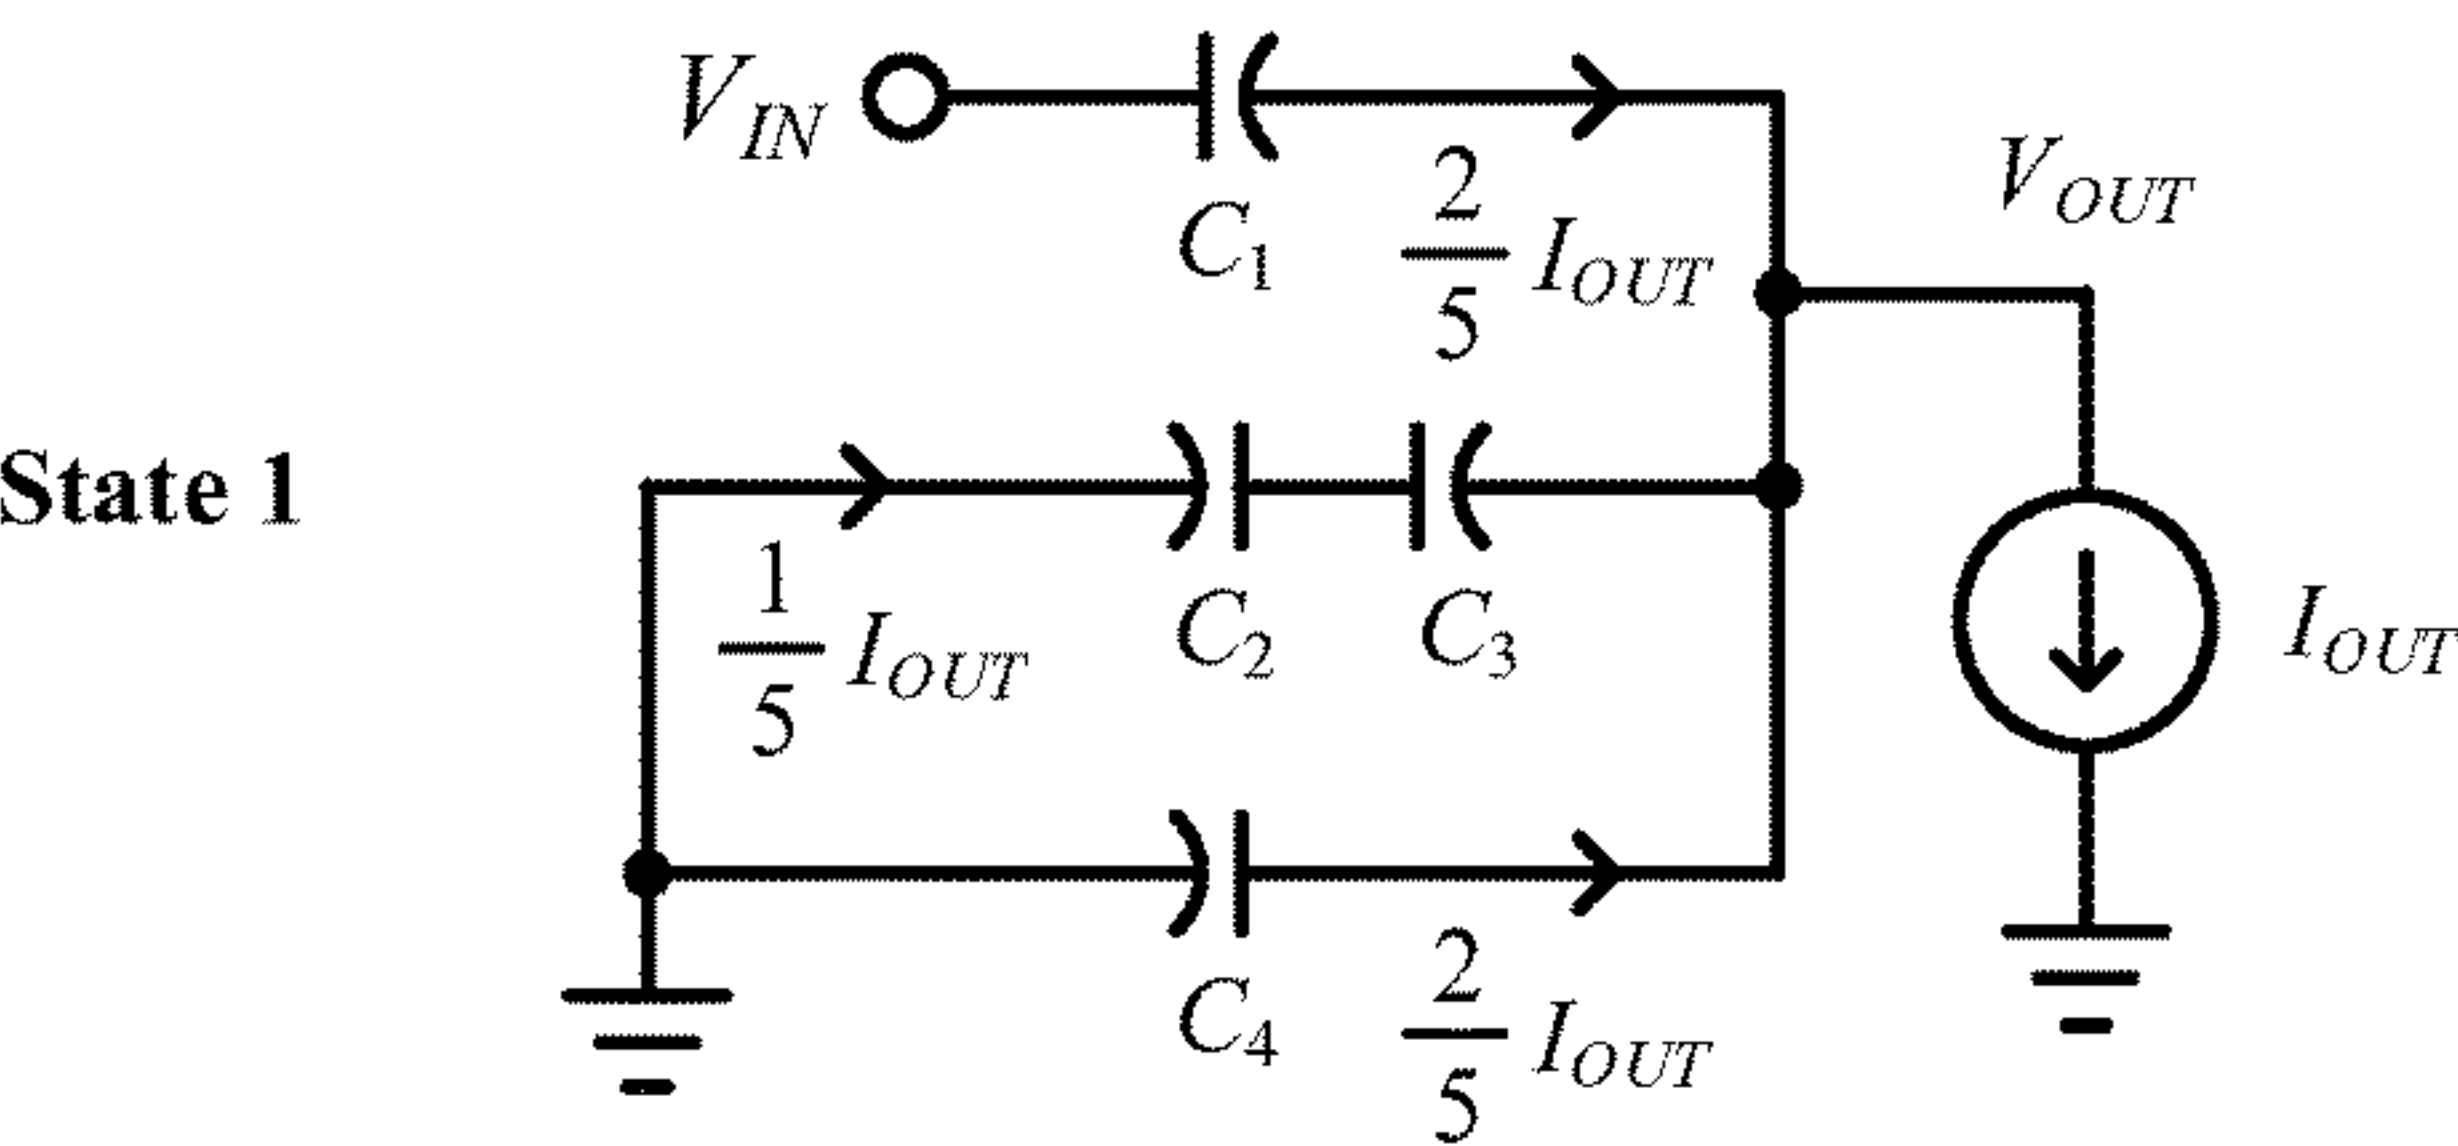 V_IN
C_1
2/5 I_OUT
V_OUT
State 1
1/5 I_OUT
C_2
C_3
I_OUT
C_4
2/5 I_OUT